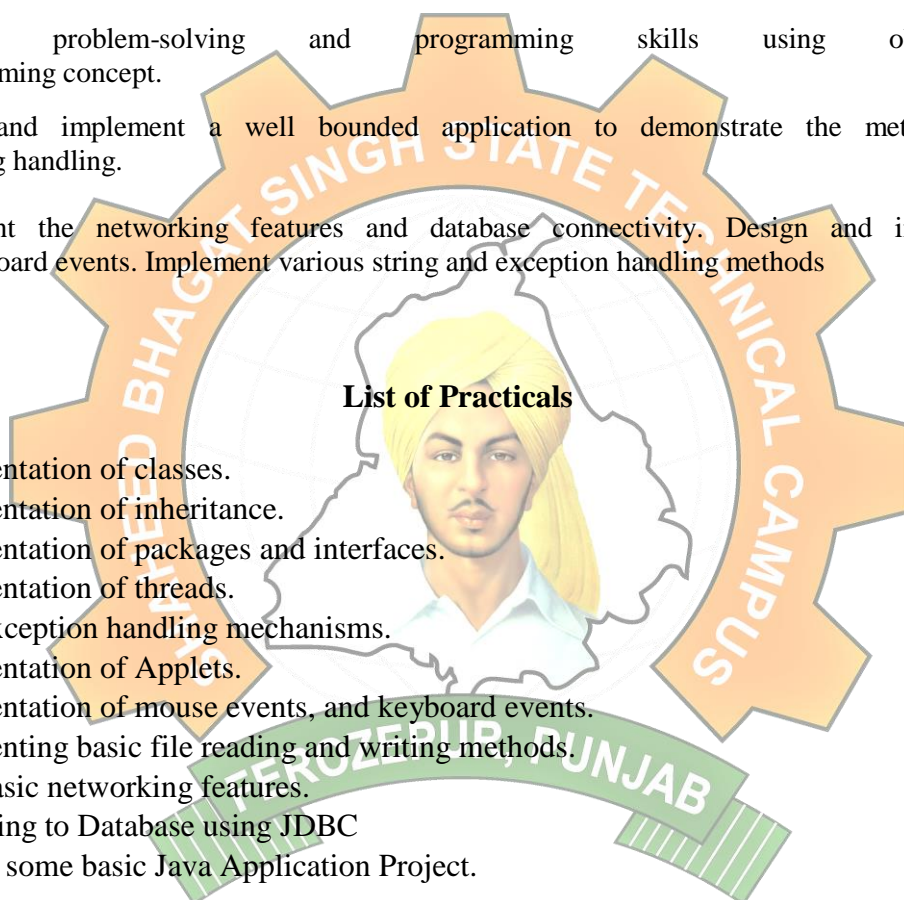 problem-solving and programming skills using o
ming concept.
and implement a well bounded application to demonstrate the met
g handling.
nt the networking features and database connectivity. Design and i
oard events. Implement various string and exception handling methods
List of Practicals
entation of classes.
entation of inheritance.
entation of packages and interfaces.
entation of threads.
xception handling mechanisms.
entation of Applets.
entation of mouse events, and keyboard events.
enting basic file reading and writing methods.
asic networking features.
ing to Database using JDBC
some basic Java Application Project.
SHAHEED BHAGAT SINGH STATE TECHNICAL CAMPUS
FEROZEPUR, PUNJAB